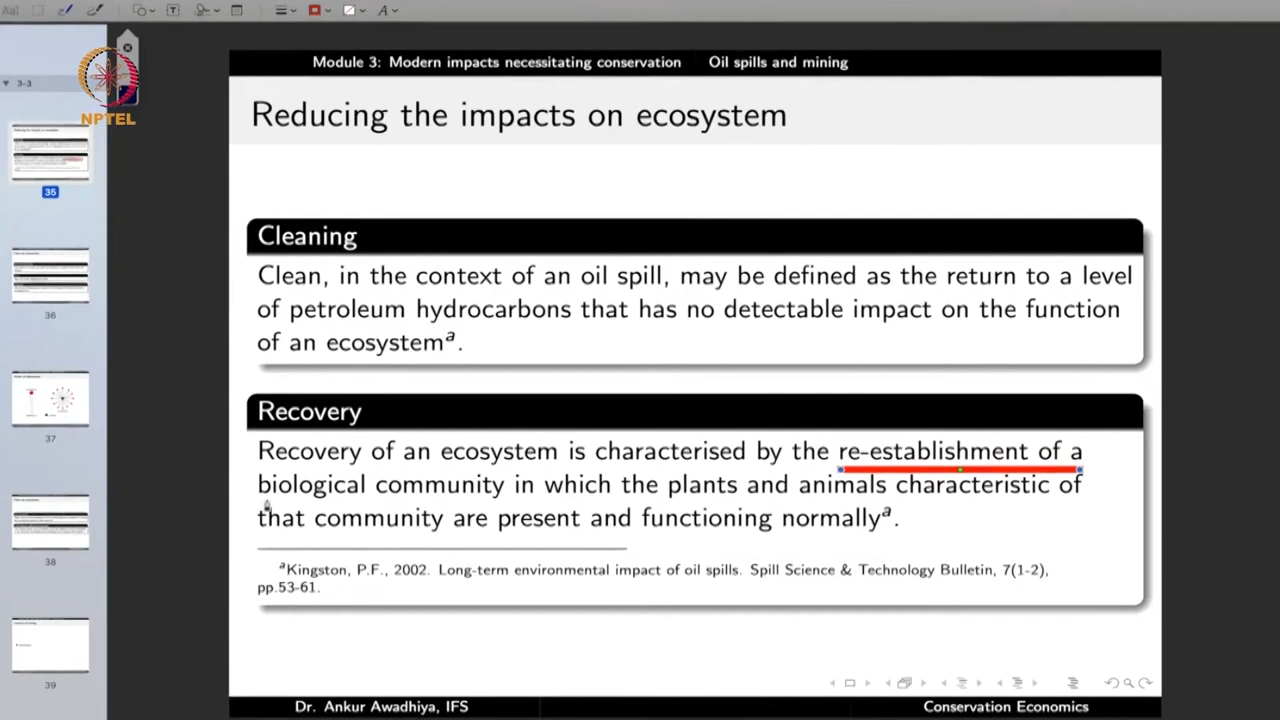 3-3
NPTEL
35
36
37
38
39
Module 3: Modern impacts necessitating conservation Oil spills and mining
Reducing the impacts on ecosystem
Cleaning
Clean, in the context of an oil spill, may be defined as the return to a level
of petroleum hydrocarbons that has no detectable impact on the function
of an ecosystemᵃ.
Recovery
Recovery of an ecosystem is characterised by the re-establishment of a
biological community in which the plants and animals characteristic of
that community are present and functioning normallyᵃ.
ᵃKingston, P.F., 2002. Long-term environmental impact of oil spills. Spill Science & Technology Bulletin, 7(1-2),
pp.53-61.
Dr. Ankur Awadhiya, IFS Conservation Economics